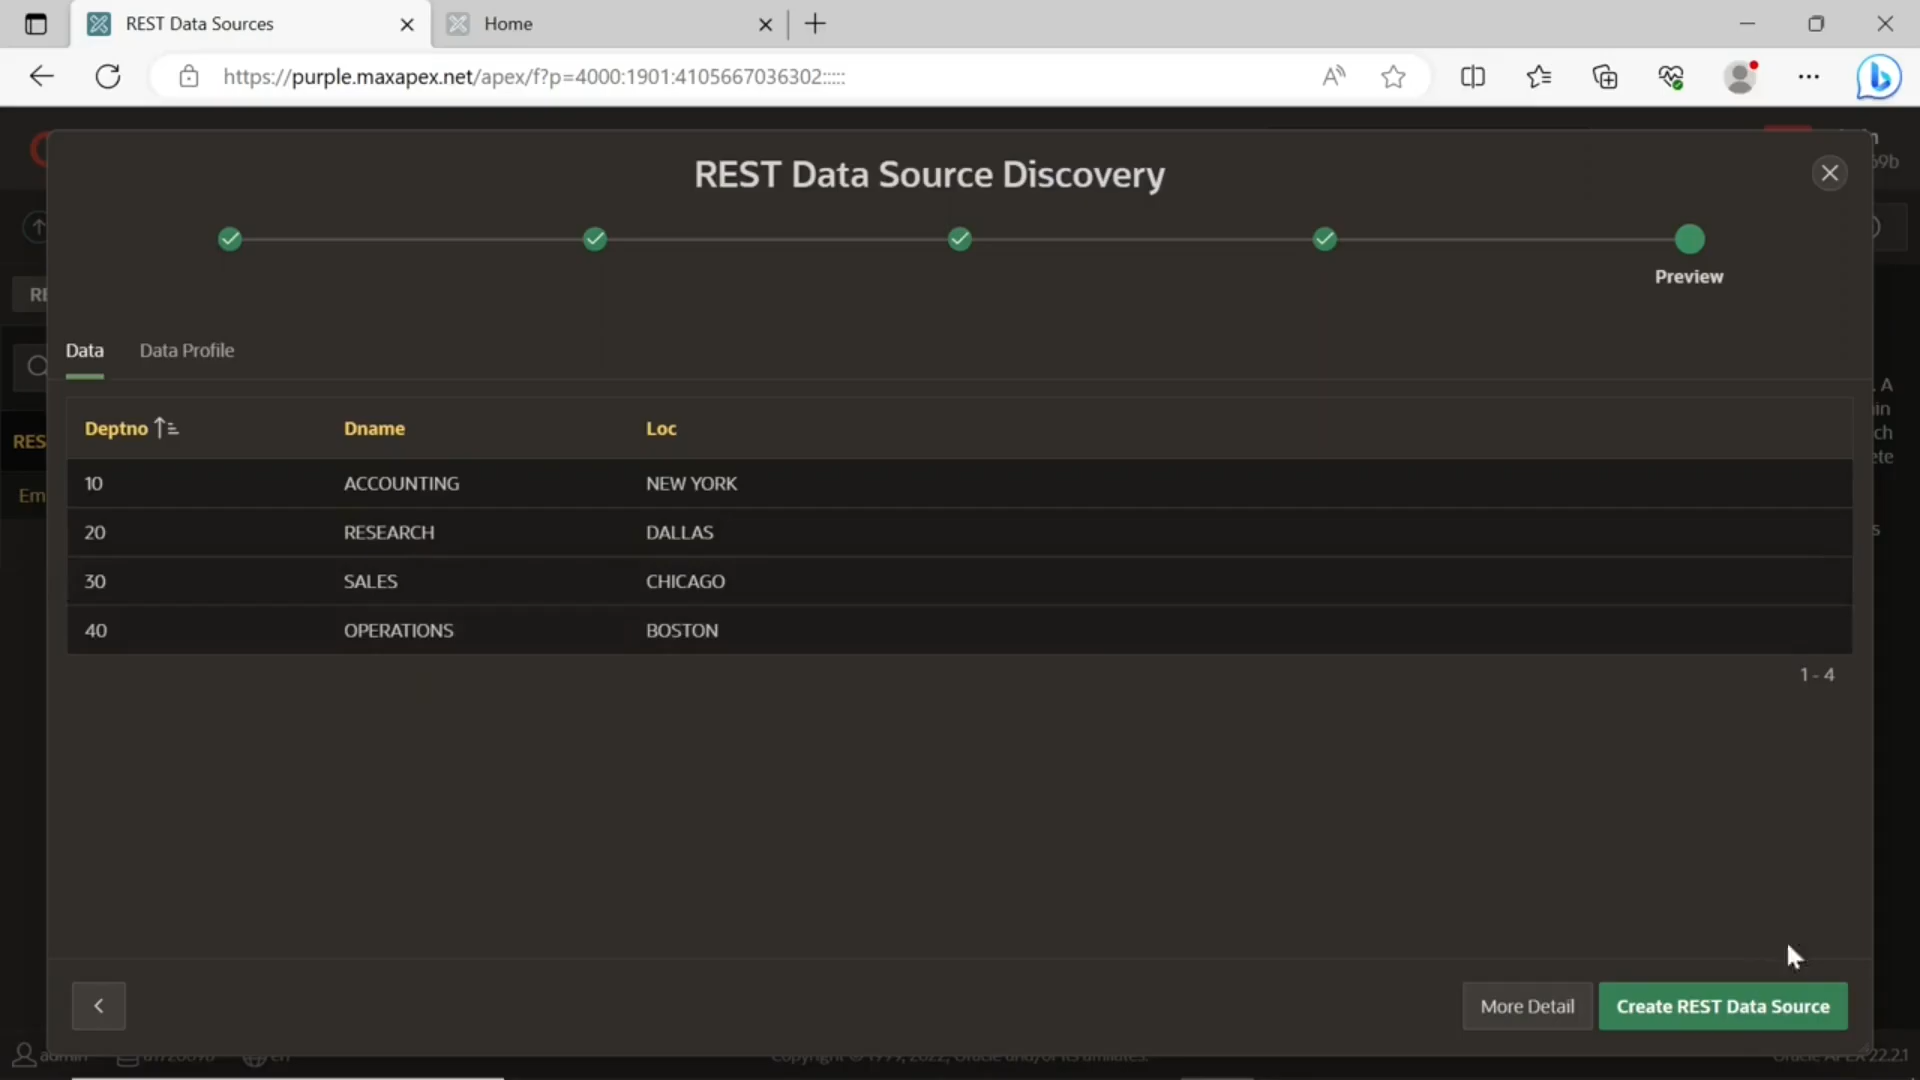 REST Data Sources
Home
https://purple.maxapex.net/apex/f?p=4000:1901:4105667036302:::::
REST Data Source Discovery
Preview
Data
Data Profile
Deptno
Dname
Loc
10
ACCOUNTING
NEW YORK
20
RESEARCH
DALLAS
30
SALES
CHICAGO
40
OPERATIONS
BOSTON
1 - 4
More Detail
Create REST Data Source